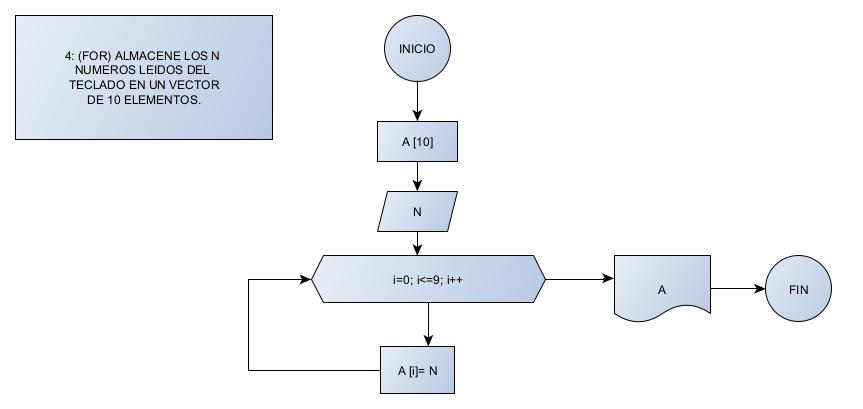 4: (FOR) ALMACENE LOS N
NUMEROS LEIDOS DEL
TECLADO EN UN VECTOR
DE 10 ELEMENTOS.
INICIO
A [10]
N
i=0; i<=9; i++
A
FIN
A [i]= N